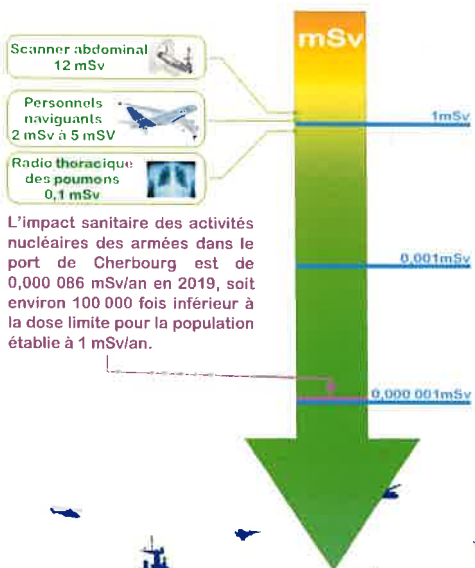 mSv
Scanner abdominal
12 mSv
Personnels
naviguants
2 mSv à 5 mSV
1mSv
Radio thoracique
des poumons
0,1 mSv
L'impact sanitaire des activités
nucléaires des armées dans le
port de Cherbourg est de
0,000 086 mSv/an en 2019, soit
environ 100 000 fois inférieur à
la dose limite pour la population
établie à 1 mSv/an.
0,001mSv
0,000 001mSv